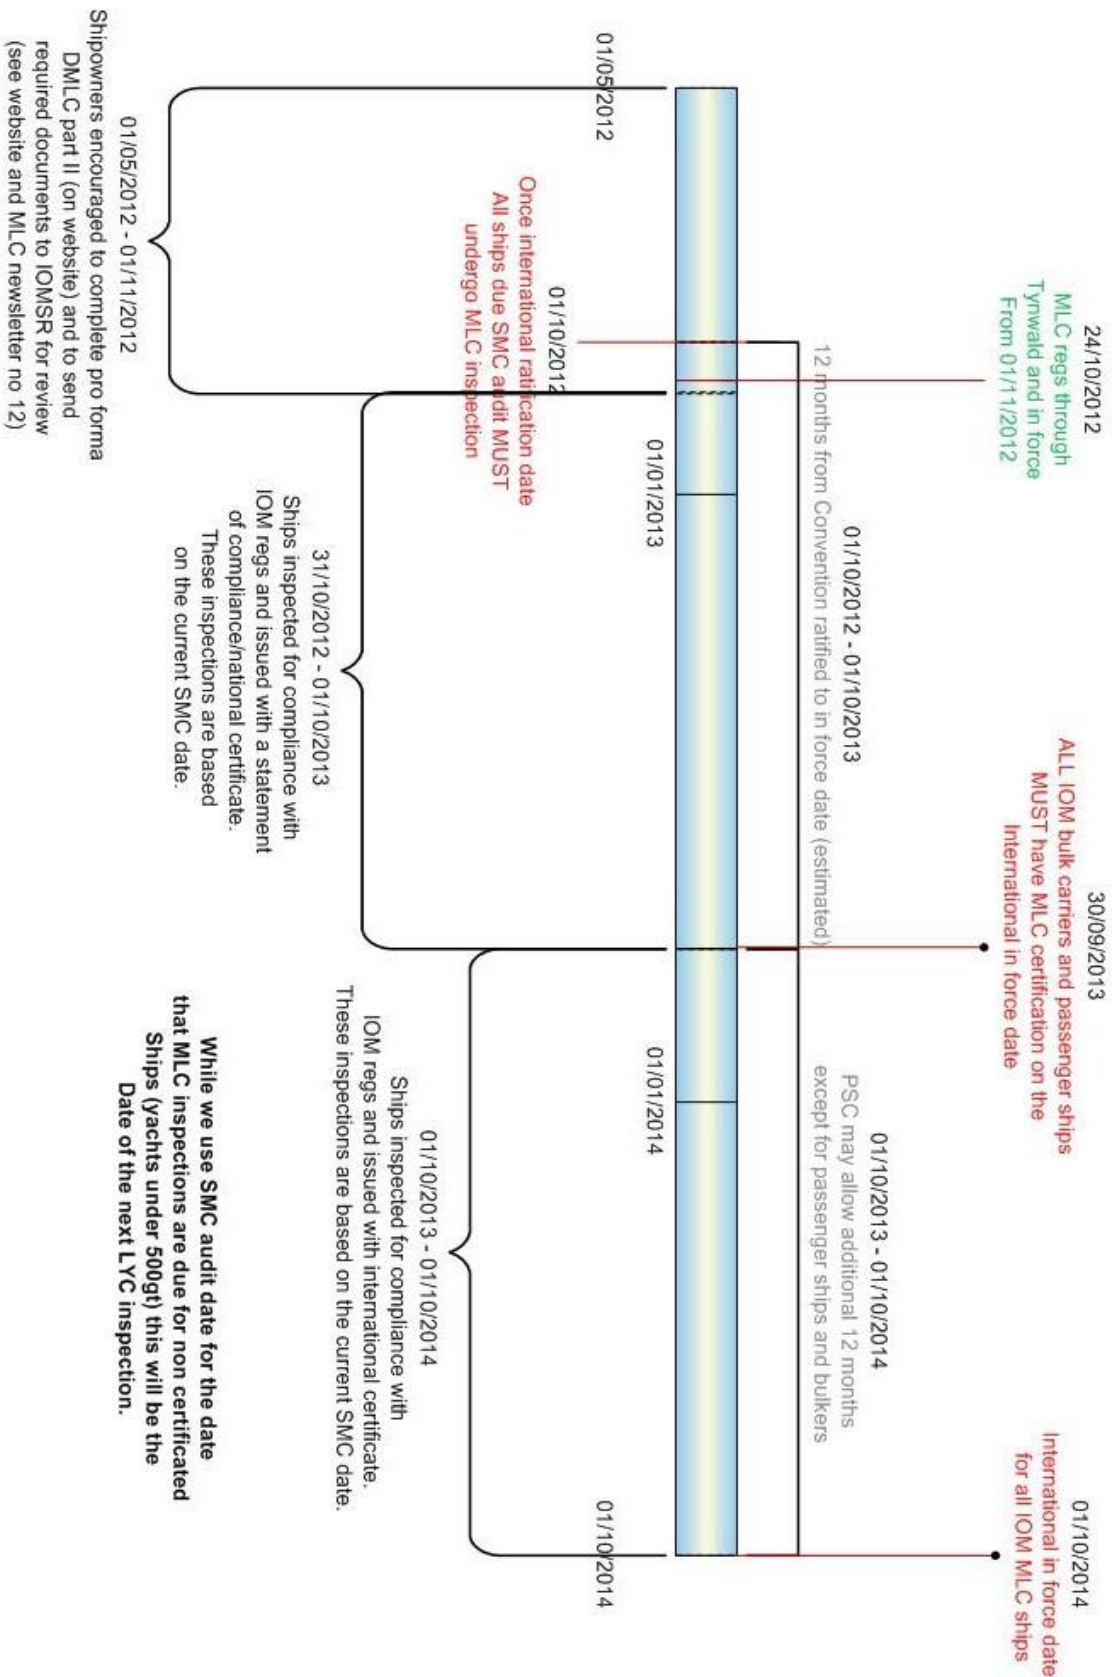 24/10/2012
MLC regs through
Tynwald and in force
From 01/11/2012
30/09/2013
ALL IOM bulk carriers and passenger ships
MUST have MLC certification on the
International in force date
01/10/2014
International in force date
for all IOM MLC ships
01/10/2012 - 01/10/2013
12 months from Convention ratified to in force date (estimated)
01/10/2013 - 01/10/2014
PSC may allow additional 12 months
except for passenger ships and bulkers
01/05/2012
01/01/2013
01/01/2014
01/10/2014
01/10/2012
Once international ratification date
All ships due SMC audit MUST
undergo MLC inspection
01/05/2012 - 01/11/2012
Shipowners encouraged to complete pro forma
DMLC part II (on website) and to send
required documents to IOMSR for review
(see website and MLC newsletter no 12)
31/10/2012 - 01/10/2013
Ships inspected for compliance with
IOM regs and issued with a statement
of compliance/national certificate.
These inspections are based
on the current SMC date.
01/10/2013 - 01/10/2014
Ships inspected for compliance with
IOM regs and issued with international certificate.
These inspections are based on the current SMC date.
While we use SMC audit date for the date
that MLC inspections are due for non certificated
Ships (yachts under 500gt) this will be the
Date of the next LYC inspection.